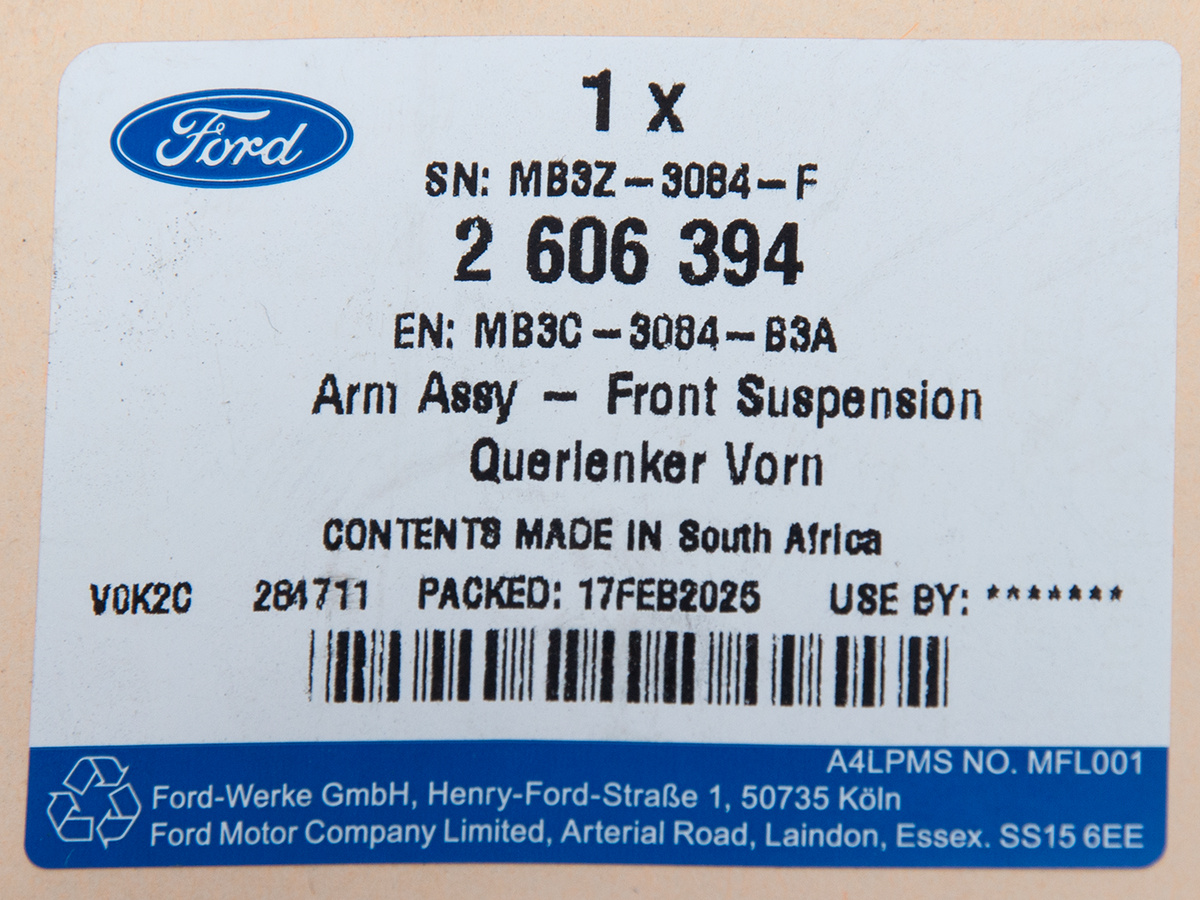 Ford
1 x
SN: MB3Z-3084-F
2 606 394
EN: MB3C-3084-B3A
Arm Assy - Front Suspension
Querlenker Vorn
CONTENTS MADE IN South Africa
V0K2C 284711 PACKED: 17FEB2025 USE BY: *******
A4LPMS NO. MFL001
Ford-Werke GmbH, Henry-Ford-Straße 1, 50735 Köln
Ford Motor Company Limited, Arterial Road, Laindon, Essex. SS15 6EE